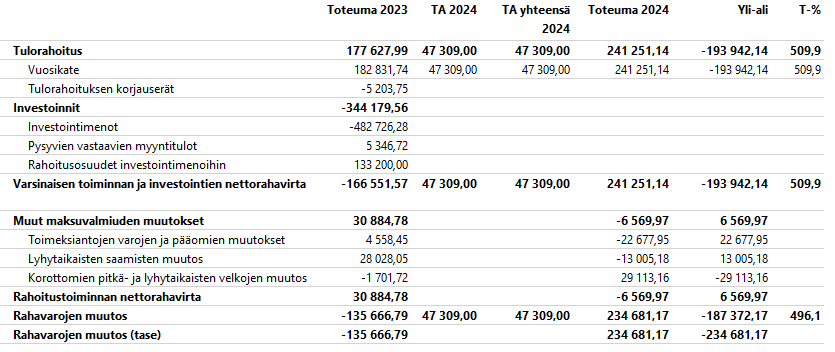 Toteuma 2023 TA 2024 TA yhteensä 2024 Toteuma 2024 Yli-ali T-%
Tulorahoitus 177 627,99 47 309,00 47 309,00 241 251,14 -193 942,14 509,9
Vuosikate 182 831,74 47 309,00 47 309,00 241 251,14 -193 942,14 509,9
Tulorahoituksen korjauserät -5 203,75
Investoinnit -344 179,56
Investointimenot -482 726,28
Pysyvien vastaavien myyntitulot 5 346,72
Rahoitusosuudet investointimenoihin 133 200,00
Varsinaisen toiminnan ja investointien nettorahavirta -166 551,57 47 309,00 47 309,00 241 251,14 -193 942,14 509,9
Muut maksuvalmiuden muutokset 30 884,78 -6 569,97 6 569,97
Toimeksiantojen varojen ja pääomien muutokset 4 558,45 -22 677,95 22 677,95
Lyhytaikaisten saamisten muutos 28 028,05 -13 005,18 13 005,18
Korottomien pitkä- ja lyhytaikaisten velkojen muutos -1 701,72 29 113,16 -29 113,16
Rahoitustoiminnan nettorahavirta 30 884,78 -6 569,97 6 569,97
Rahavarojen muutos -135 666,79 47 309,00 47 309,00 234 681,17 -187 372,17 496,1
Rahavarojen muutos (tase) -135 666,79 234 681,17 -234 681,17